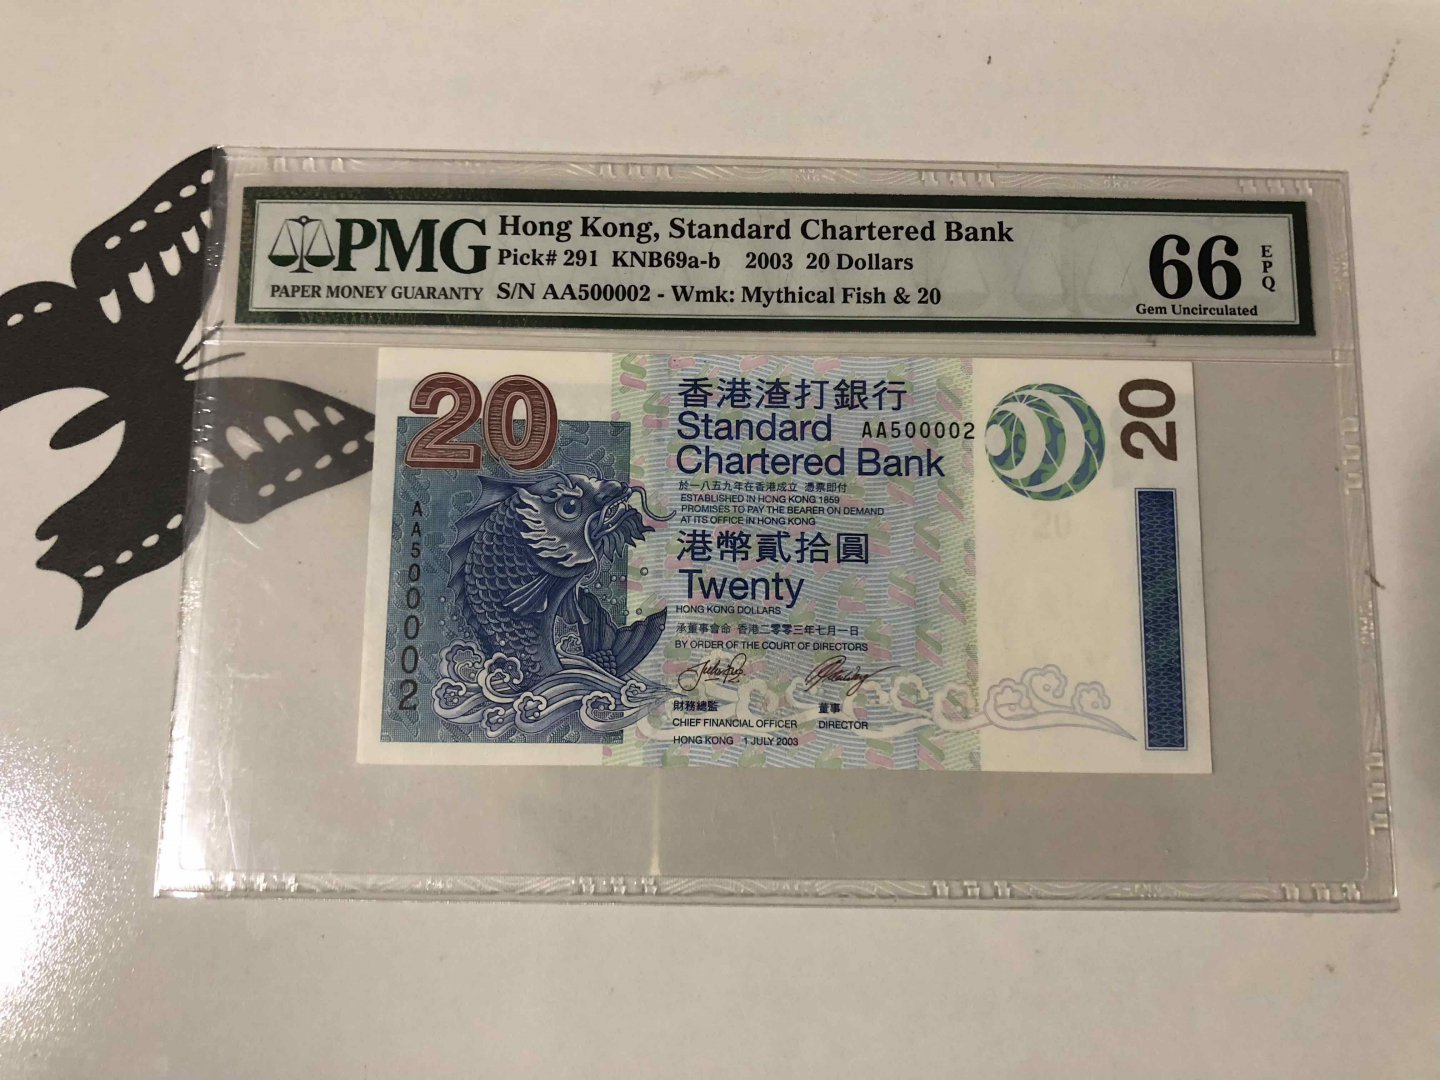 PMG
PAPER MONEY GUARANTY
Hong Kong, Standard Chartered Bank
Pick# 291 KNB69a-b 2003 20 Dollars
S/N AA500002 - Wmk: Mythical Fish & 20
66
EPQ
Gem Uncirculated
20
香港渣打銀行
Standard
Chartered Bank
AA500002
於一八五九年在香港成立 憑票即付
ESTABLISHED IN HONG KONG 1859
PROMISES TO PAY THE BEARER ON DEMAND
AT ITS OFFICE IN HONG KONG
港幣貳拾圓
Twenty
HONG KONG DOLLARS
承董事會命 香港二零零三年七月一日
BY ORDER OF THE COURT OF DIRECTORS
財務總監
CHIEF FINANCIAL OFFICER
董事
DIRECTOR
HONG KONG 1 JULY 2003
AA500002
20
20